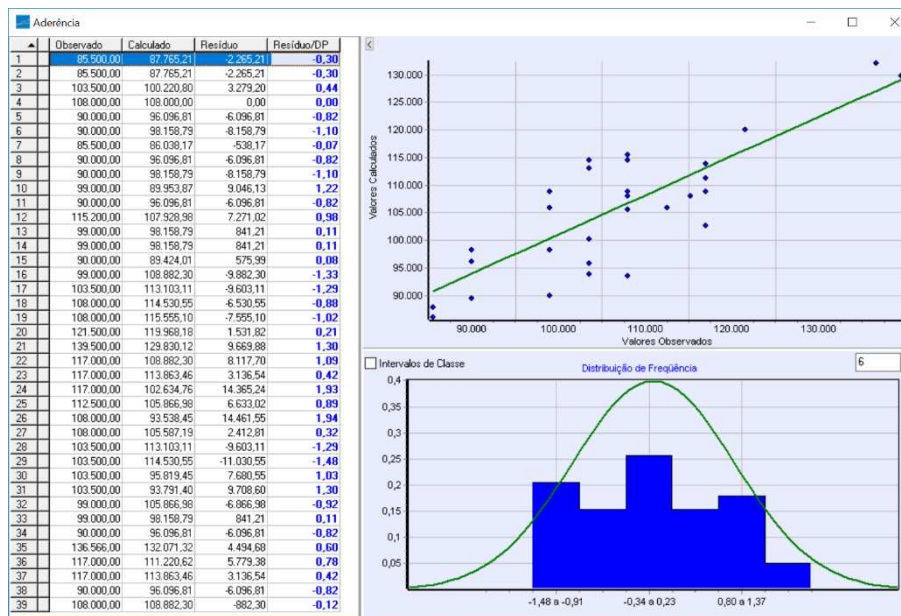 Aderência
Observado Calculado Resíduo Resíduo/DP
1 85.500,00 87.765,21 -2.265,21 -0,30
2 85.500,00 87.765,21 -2.265,21 -0,30
3 103.500,00 100.220,80 3.279,20 0,44
4 108.000,00 108.000,00 0,00 0,00
5 90.000,00 96.096,81 -6.096,81 -0,82
6 90.000,00 98.158,79 -8.158,79 -1,10
7 85.500,00 86.038,17 -538,17 -0,07
8 90.000,00 96.096,81 -6.096,81 -0,82
9 90.000,00 98.158,79 -8.158,79 -1,10
10 99.000,00 89.953,87 9.046,13 1,22
11 90.000,00 96.096,81 -6.096,81 -0,82
12 115.200,00 107.928,98 7.271,02 0,98
13 99.000,00 98.158,79 841,21 0,11
14 99.000,00 98.158,79 841,21 0,11
15 90.000,00 89.424,01 575,99 0,08
16 99.000,00 108.882,30 -9.882,30 -1,33
17 103.500,00 113.103,11 -9.603,11 -1,29
18 108.000,00 114.530,55 -6.530,55 -0,88
19 108.000,00 115.555,10 -7.555,10 -1,02
20 121.500,00 119.968,18 1.531,82 0,21
21 139.500,00 129.830,12 9.669,88 1,30
22 117.000,00 108.882,30 8.117,70 1,09
23 117.000,00 113.863,46 3.136,54 0,42
24 117.000,00 102.634,76 14.365,24 1,93
25 112.500,00 105.866,98 6.633,02 0,89
26 108.000,00 93.538,45 14.461,55 1,94
27 108.000,00 105.587,19 2.412,81 0,32
28 103.500,00 113.103,11 -9.603,11 -1,29
29 103.500,00 114.530,55 -11.030,55 -1,48
30 103.500,00 95.819,45 7.680,55 1,03
31 103.500,00 93.791,40 9.708,60 1,30
32 99.000,00 105.866,98 -6.866,98 -0,92
33 99.000,00 98.158,79 841,21 0,11
34 90.000,00 96.096,81 -6.096,81 -0,82
35 136.566,00 132.071,32 4.494,68 0,60
36 117.000,00 111.220,62 5.779,38 0,78
37 117.000,00 113.863,46 3.136,54 0,42
38 90.000,00 96.096,81 -6.096,81 -0,82
39 108.000,00 108.882,30 -882,30 -0,12
Valores Calculados
130.000
125.000
120.000
115.000
110.000
105.000
100.000
95.000
90.000
90.000 100.000 110.000 120.000 130.000
Valores Observados
Intervalos de Classe
Distribuição de Freqüência
6
0,4
0,35
0,3
0,25
0,2
0,15
0,1
0,05
-1,48 a -0,91 -0,34 a 0,23 0,80 a 1,37